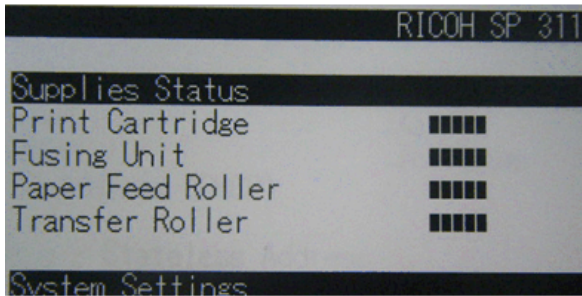 RICOH SP 311
Supplies Status
Print Cartridge
Fusing Unit
Paper Feed Roller
Transfer Roller
System Settings